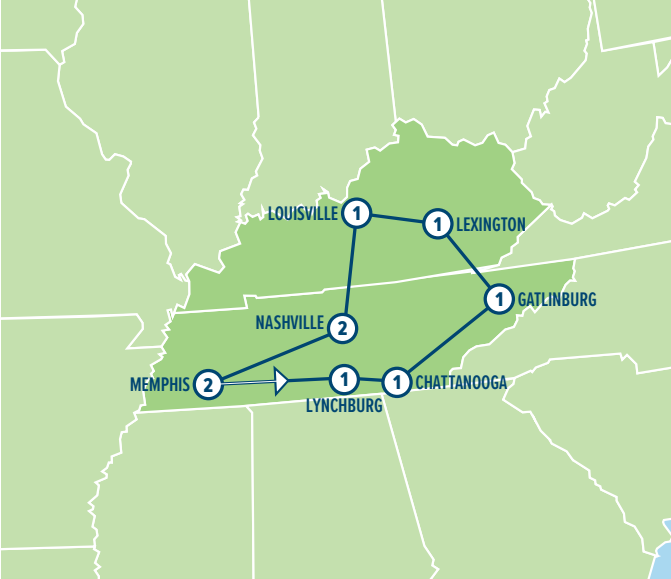 LOUISVILLE 1
1 LEXINGTON
1 GATLINBURG
NASHVILLE 2
MEMPHIS 2
1
LYNCHBURG
1 CHATTANOOGA